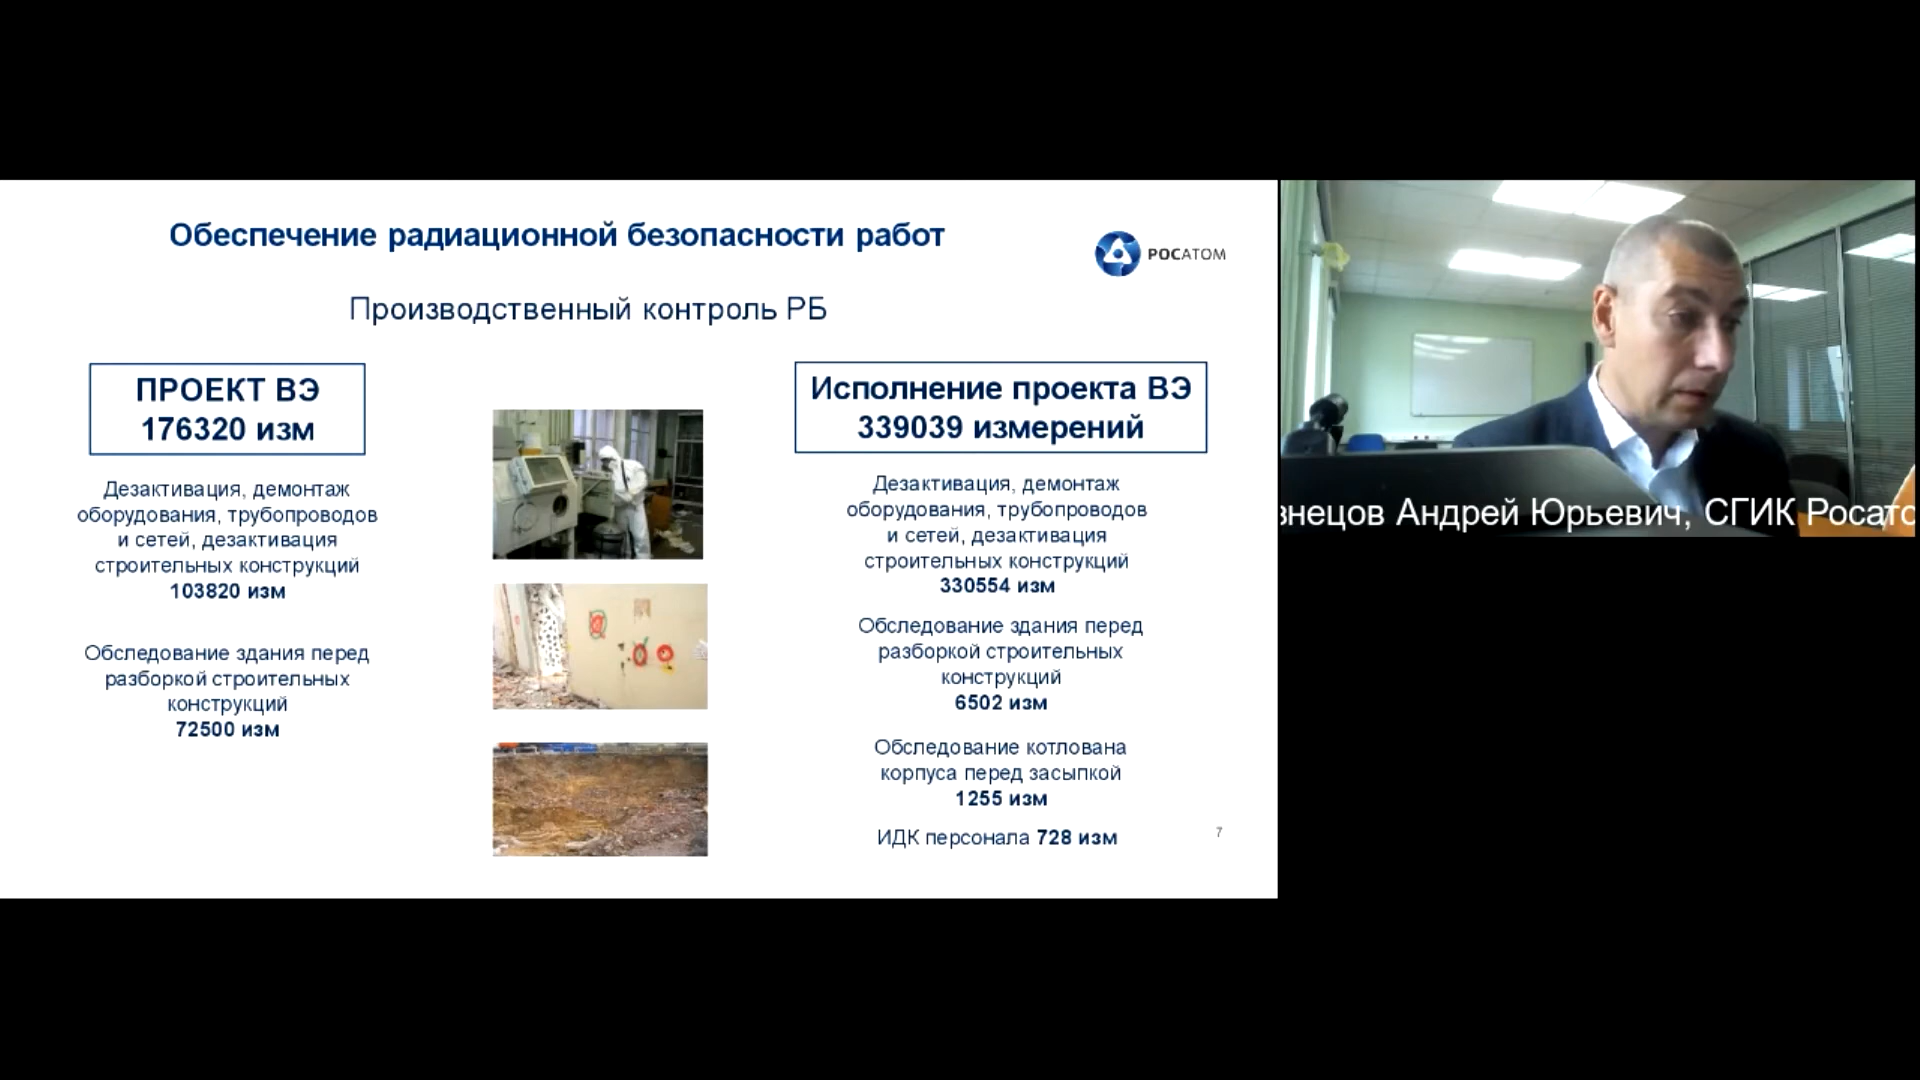 Обеспечение радиационной безопасности работ
РОСАТОМ
Производственный контроль РБ
ПРОЕКТ ВЭ
176320 изм
Дезактивация, демонтаж
оборудования, трубопроводов
и сетей, дезактивация
строительных конструкций
103820 изм
Обследование здания перед
разборкой строительных
конструкций
72500 изм
Исполнение проекта ВЭ
339039 измерений
Дезактивация, демонтаж
оборудования, трубопроводов
и сетей, дезактивация
строительных конструкций
330554 изм
Обследование здания перед
разборкой строительных
конструкций
6502 изм
Обследование котлована
корпуса перед засыпкой
1255 изм
ИДК персонала 728 изм
7
Андрей Юрьевич, СГИК